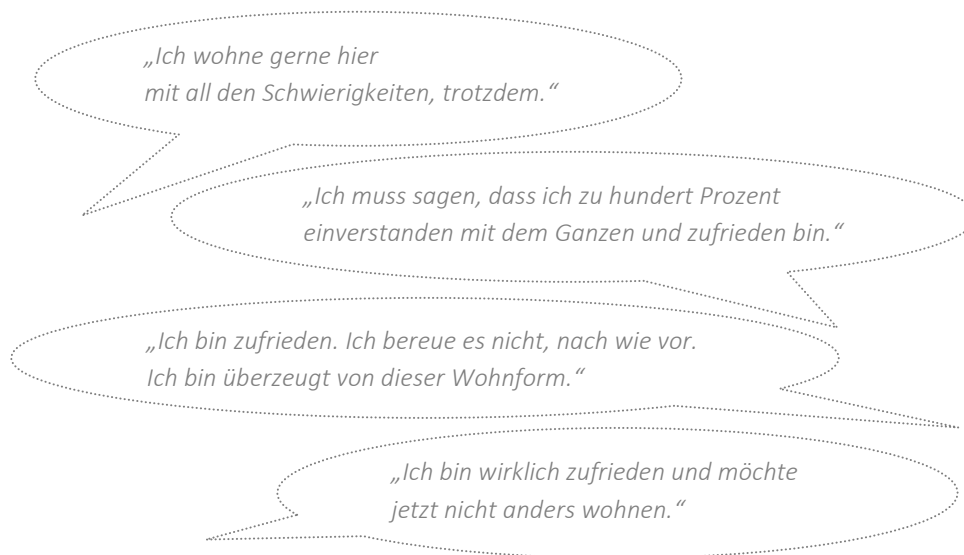 „Ich wohne gerne hier
mit all den Schwierigkeiten, trotzdem.“
„Ich muss sagen, dass ich zu hundert Prozent
einverstanden mit dem Ganzen und zufrieden bin.“
„Ich bin zufrieden. Ich bereue es nicht, nach wie vor.
Ich bin überzeugt von dieser Wohnform.“
„Ich bin wirklich zufrieden und möchte
jetzt nicht anders wohnen.“